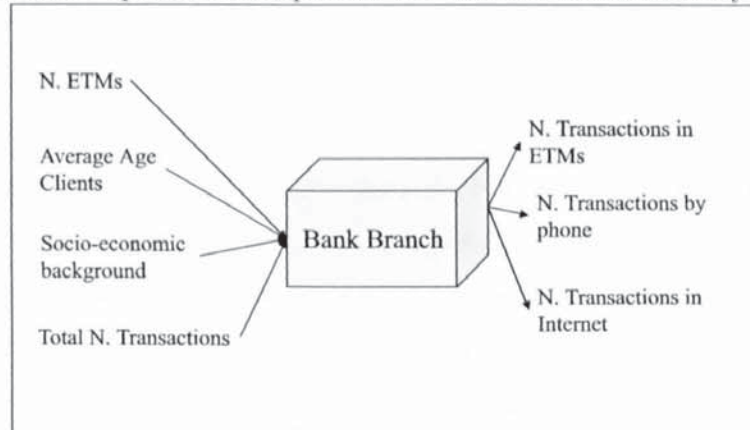 N. ETMs
Average Age
Clients
Socio-economic
background
Total N. Transactions
Bank Branch
N. Transactions in
ETMs
N. Transactions by
phone
N. Transactions in
Internet